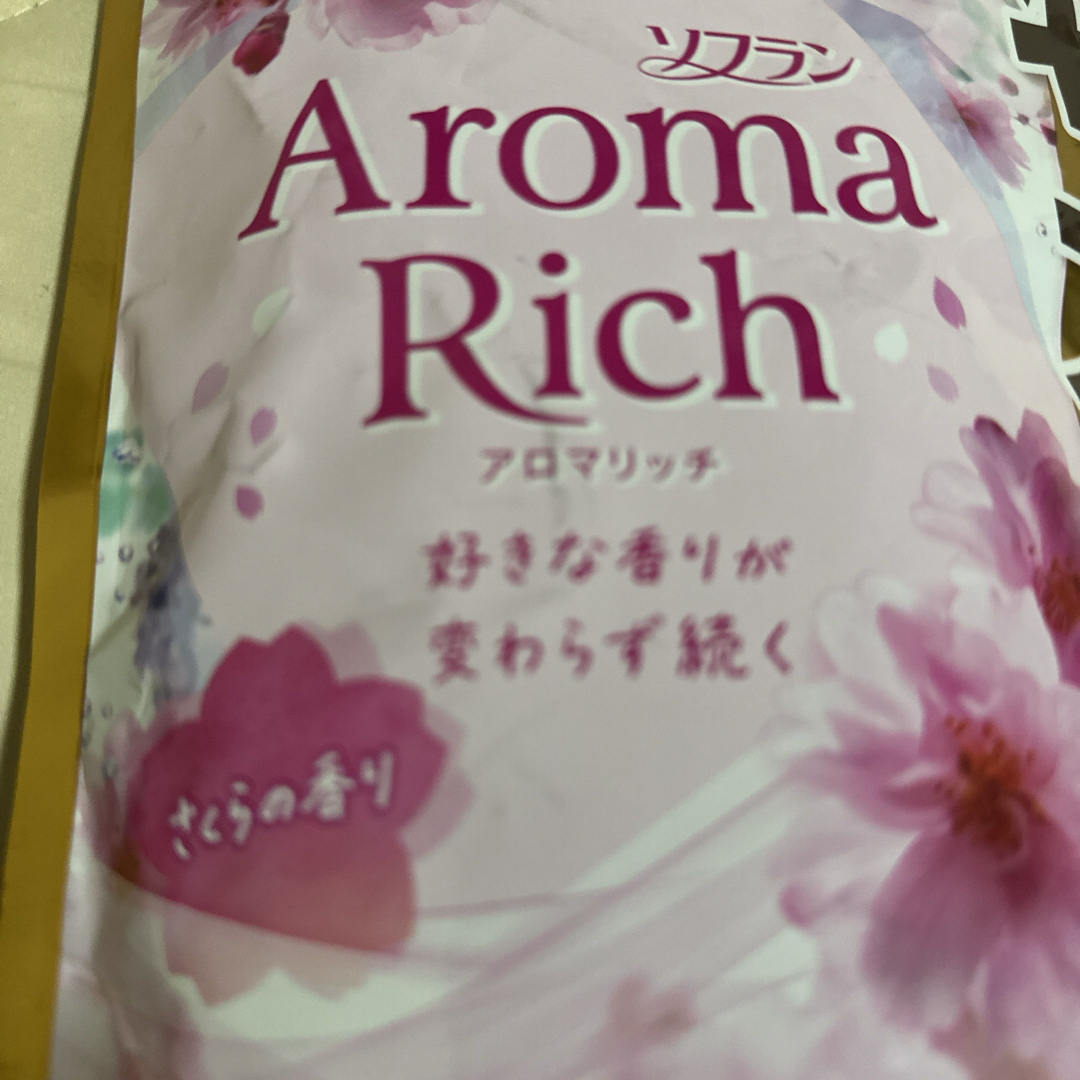 ソフラン
Aroma
Rich
アロマリッチ
好きな香りが
変わらず続く
さくらの香り